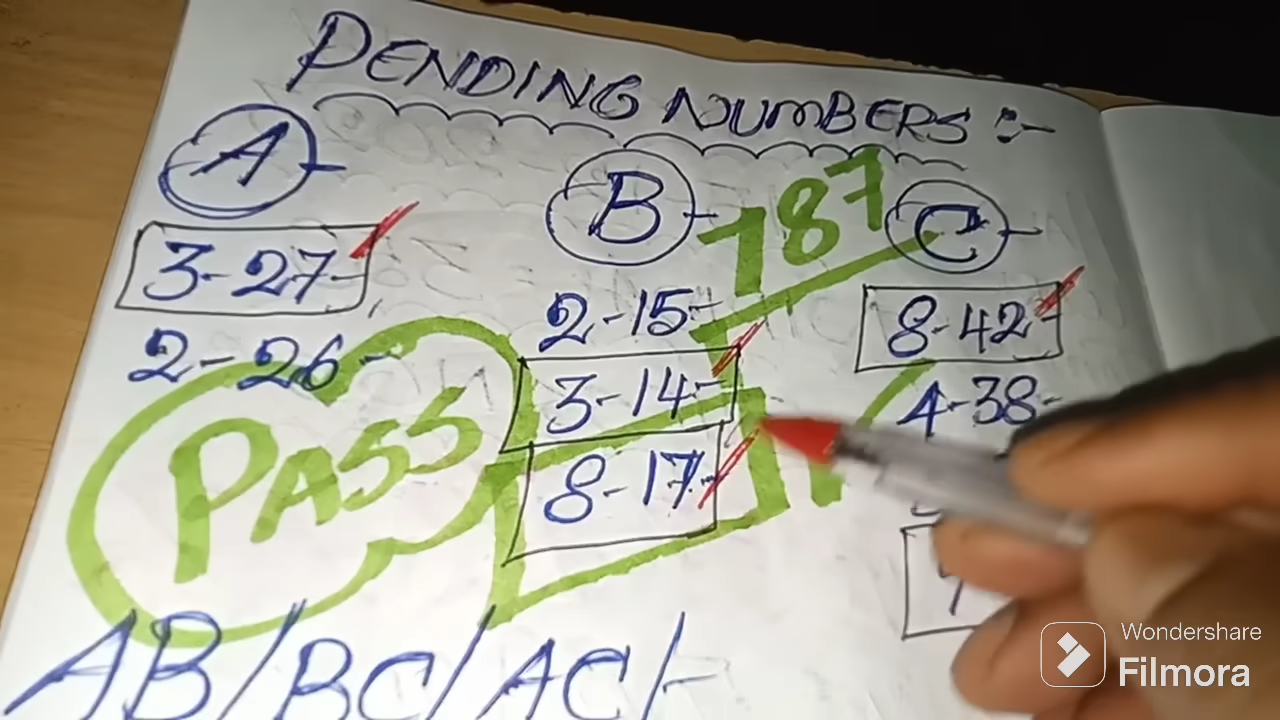 PENDING NUMBERS :-
A -
B -
C -
187
3-27-
2-26-
2-15-
3-14-
8-17-
8-42-
4-38-
PASS
AB/BC/AC/-
Wondershare
Filmora